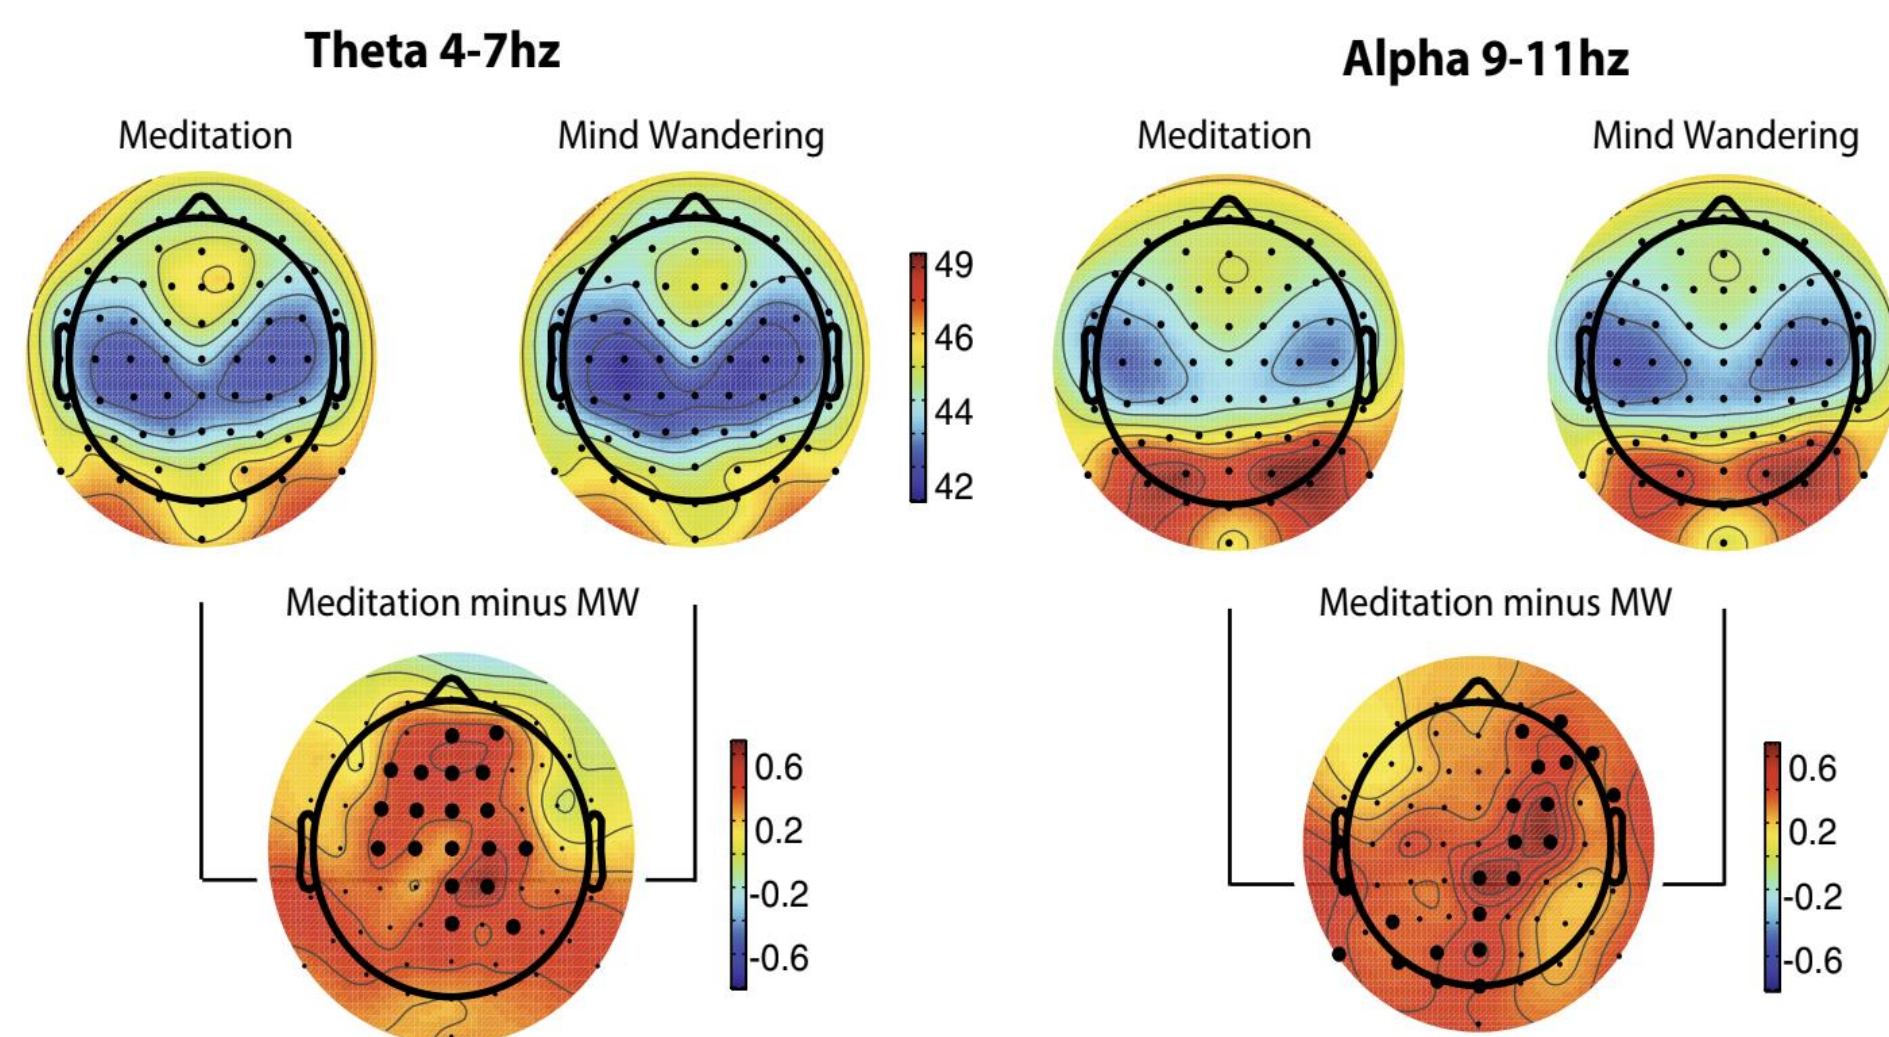 Theta 4-7hz
Alpha 9-11hz
Meditation
Mind Wandering
Meditation
Mind Wandering
49
46
44
42
Meditation minus MW
Meditation minus MW
0.6
0.2
-0.2
-0.6
0.6
0.2
-0.2
-0.6